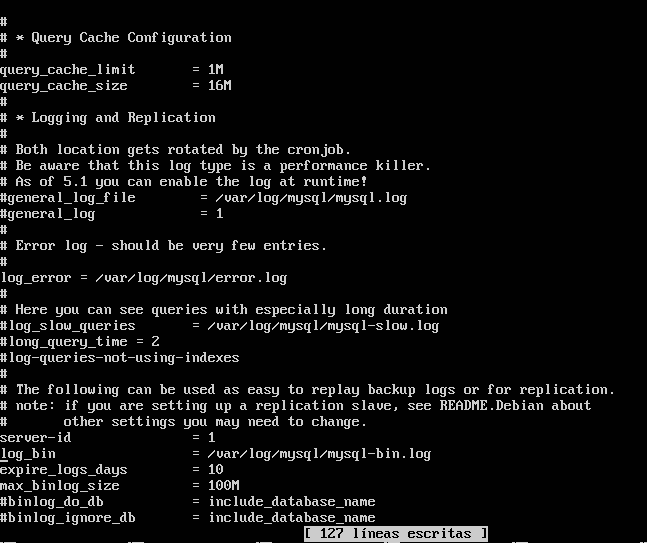 #
# * Query Cache Configuration
#
query_cache_limit       = 1M
query_cache_size        = 16M
#
# * Logging and Replication
#
# Both location gets rotated by the cronjob.
# Be aware that this log type is a performance killer.
# As of 5.1 you can enable the log at runtime!
#general_log_file        = /var/log/mysql/mysql.log
#general_log             = 1
#
# Error log - should be very few entries.
#
log_error = /var/log/mysql/error.log
#
# Here you can see queries with especially long duration
#log_slow_queries       = /var/log/mysql/mysql-slow.log
#long_query_time = 2
#log-queries-not-using-indexes
#
# The following can be used as easy to replay backup logs or for replication.
# note: if you are setting up a replication slave, see README.Debian about
#       other settings you may need to change.
server-id               = 1
log_bin                 = /var/log/mysql/mysql-bin.log
expire_logs_days        = 10
max_binlog_size         = 100M
#binlog_do_db           = include_database_name
#binlog_ignore_db       = include_database_name
[ 127 líneas escritas ]